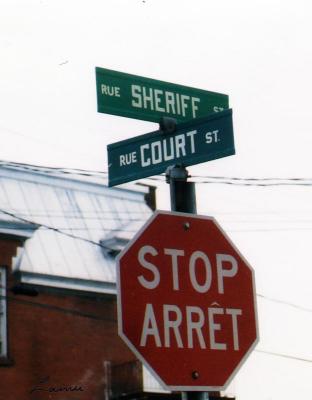 RUE SHERIFF ST.
RUE COURT ST.
STOP
ARRÊT